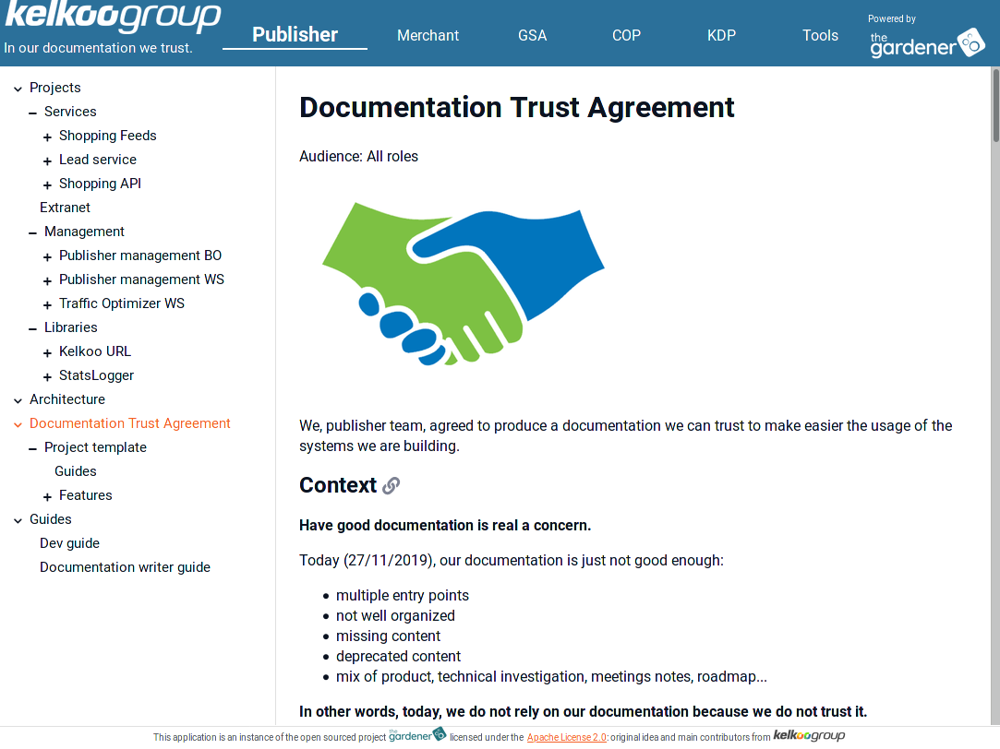 kelkoogroup
In our documentation we trust.
Publisher
Merchant
GSA
COP
KDP
Tools
Powered by
the
gardener
Projects
Services
Shopping Feeds
Lead service
Shopping API
Extranet
Management
Publisher management BO
Publisher management WS
Traffic Optimizer WS
Libraries
Kelkoo URL
StatsLogger
Architecture
Documentation Trust Agreement
Project template
Guides
Features
Guides
Dev guide
Documentation writer guide
Documentation Trust Agreement
Audience: All roles
We, publisher team, agreed to produce a documentation we can trust to make easier the usage of the
systems we are building.
Context
Have good documentation is real a concern.
Today (27/11/2019), our documentation is just not good enough:
• multiple entry points
• not well organized
• missing content
• deprecated content
• mix of product, technical investigation, meetings notes, roadmap...
In other words, today, we do not rely on our documentation because we do not trust it.
This application is an instance of the open sourced project the gardener licensed under the Apache License 2.0; original idea and main contributors from kelkoogroup